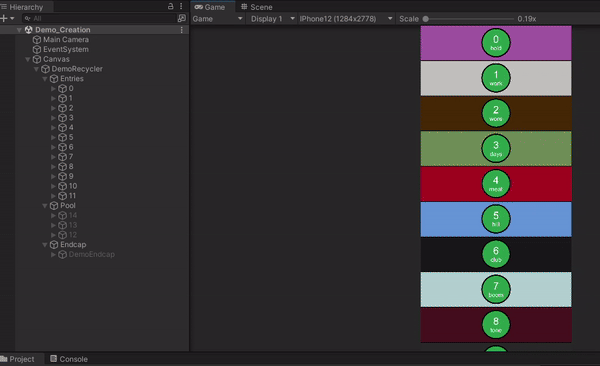 Hierarchy
Game
Scene
All
Game
Display 1
IPhone12 (1284x2778)
Scale
0.19x
Demo_Creation
Main Camera
EventSystem
Canvas
DemoRecycler
Entries
0
1
2
3
4
5
6
7
8
9
10
11
Pool
14
13
12
Endcap
DemoEndcap
0
hold
1
work
2
wore
3
days
4
meat
5
hill
6
club
7
boom
8
tone
Project
Console